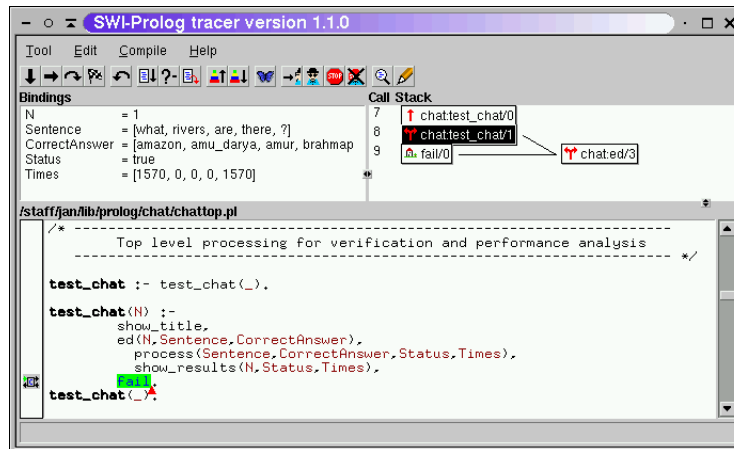 SWI-Prolog tracer version 1.1.0
Tool Edit Compile Help
Bindings
N = 1
Sentence = [what, rivers, are, there, ?]
CorrectAnswer = [amazon, amu_darya, amur, brahmap
Status = true
Times = [1570, 0, 0, 0, 1570]
Call Stack
7 chat:test_chat/0
8 chat:test_chat/1
9 fail/0 chat:ed/3
/staff/jan/lib/prolog/chat/chattop.pl
/* ----------------------------------------------------------------------
Top level processing for verification and performance analysis
---------------------------------------------------------------------- */
test_chat :- test_chat(_).
test_chat(N) :-
show_title,
ed(N,Sentence,CorrectAnswer),
process(Sentence,CorrectAnswer,Status,Times),
show_results(N,Status,Times),
fail.
test_chat(_).